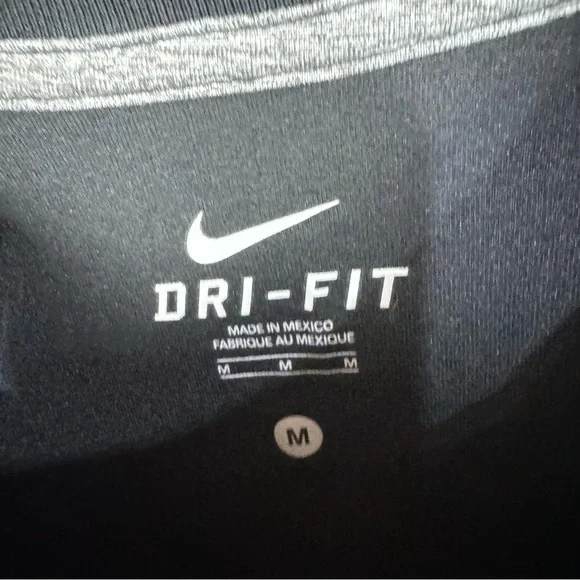 DRI-FIT
MADE IN MEXICO
FABRIQUE AU MEXIQUE
M M M
M